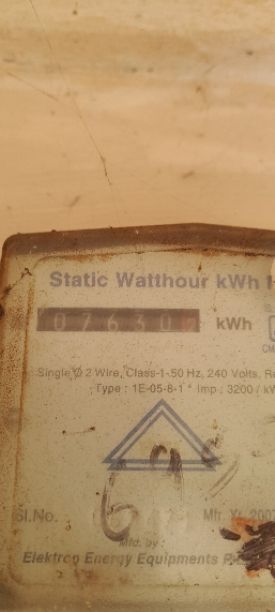 Static Watthour kWh
07630 kWh
Single Ø 2 Wire, Class-1-50 Hz, 240 Volts,
Type : 1E-05-8-1 * Imp : 3200 /
Sl.No. Mfr. Yr.
Mfd. by :
Elektron Energy Equipments